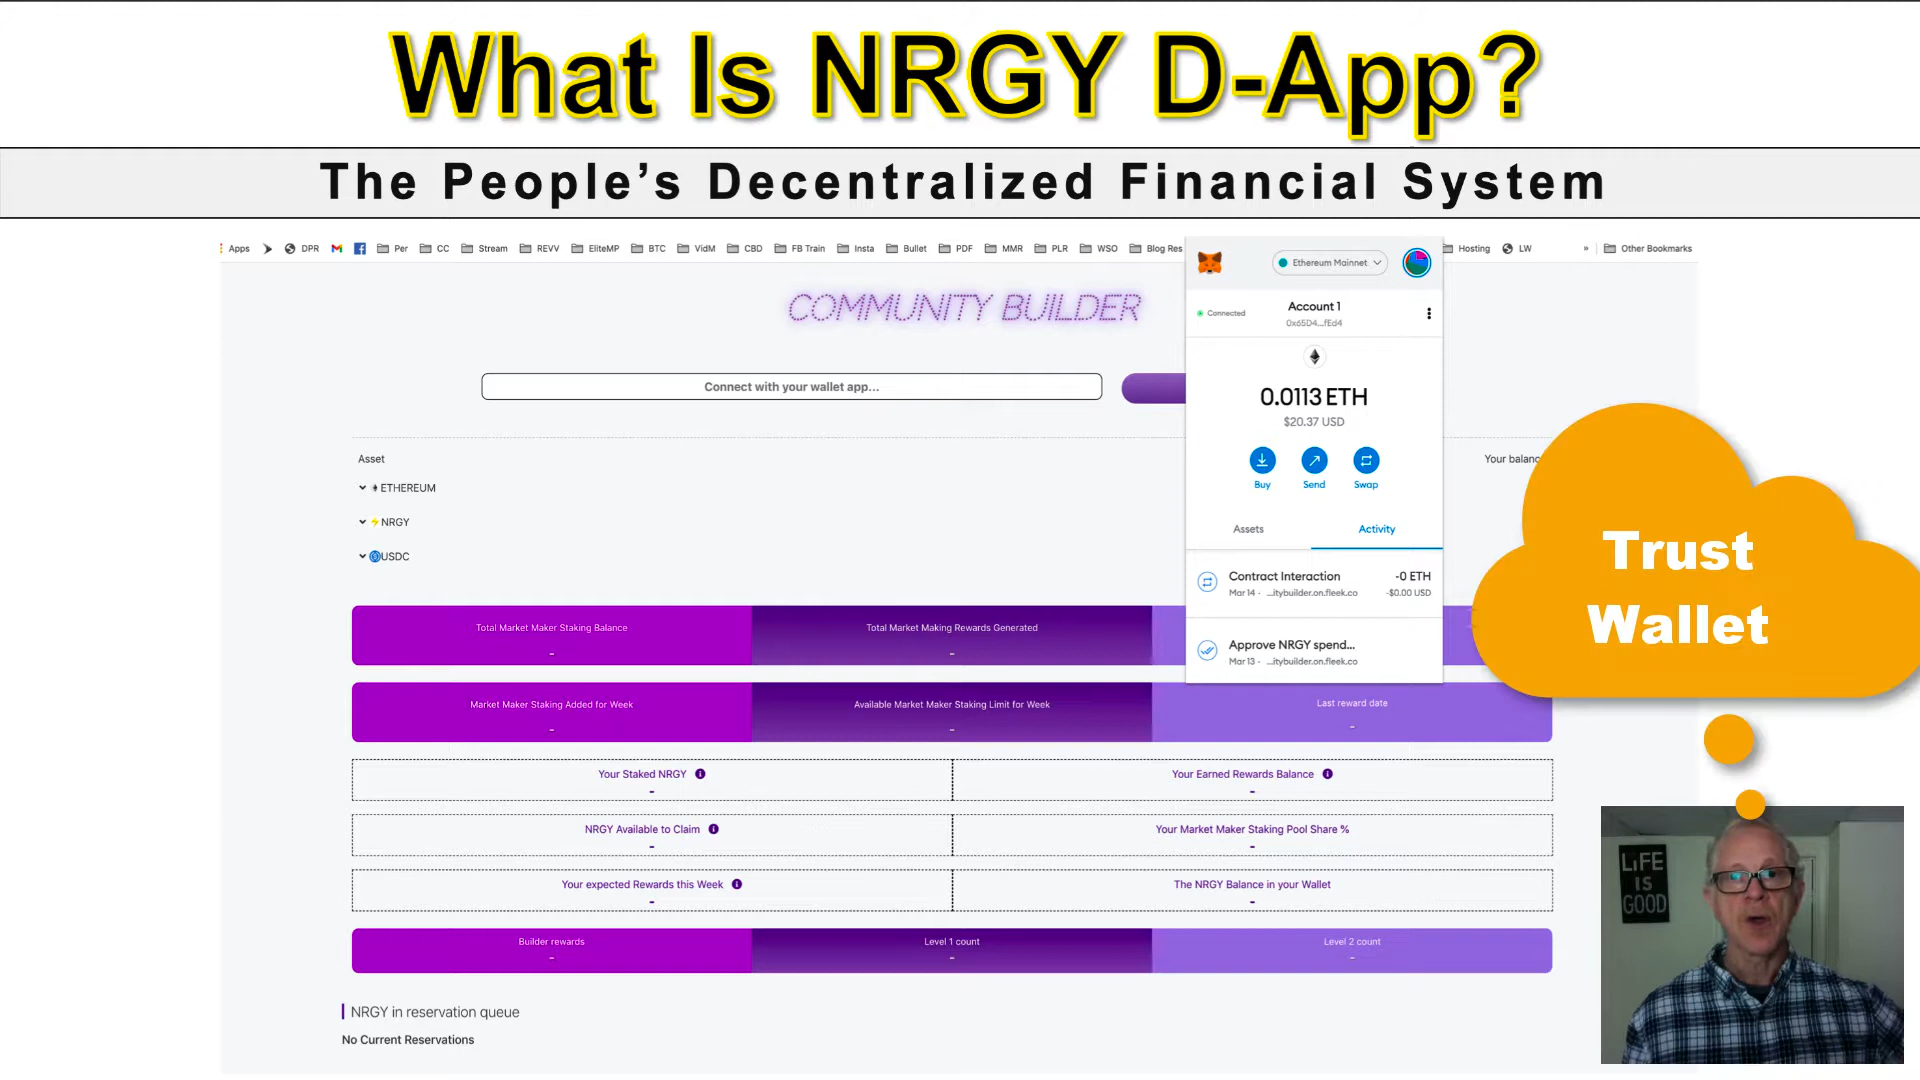 What Is NRGY D-App?
The People's Decentralized Financial System
Apps DPR Per CC Stream REVV EliteMP BTC VidM CBD FB Train Insta Bullet PDF MMR PLR WSO Blog Res Hosting LW » Other Bookmarks
COMMUNITY BUILDER
Connect with your wallet app...
Asset
Your balanc
ETHEREUM
NRGY
USDC
Ethereum Mainnet
Connected
Account 1
0x65D4...fEd4
0.0113 ETH
$20.37 USD
Buy Send Swap
Assets Activity
Contract Interaction -0 ETH
Mar 14 - ...itybuilder.on.fleek.co -$0.00 USD
Approve NRGY spend...
Mar 13 - ...itybuilder.on.fleek.co
Trust
Wallet
Total Market Maker Staking Balance
-
Total Market Making Rewards Generated
-
Market Maker Staking Added for Week
-
Available Market Maker Staking Limit for Week
-
Last reward date
-
Your Staked NRGY
-
Your Earned Rewards Balance
-
NRGY Available to Claim
-
Your Market Maker Staking Pool Share %
-
Your expected Rewards this Week
-
The NRGY Balance in your Wallet
-
Builder rewards
-
Level 1 count
-
Level 2 count
-
NRGY in reservation queue
No Current Reservations
LiFE
IS
GOOD